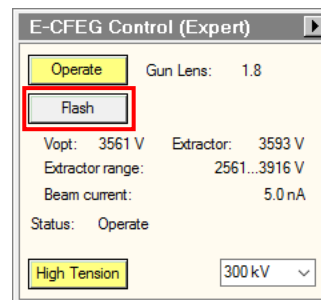 E-CFEG Control (Expert)
Operate Gun Lens: 1.8
Flash
Vopt: 3561 V Extractor: 3593 V
Extractor range: 2561...3916 V
Beam current: 5.0 nA
Status: Operate
High Tension 300 kV